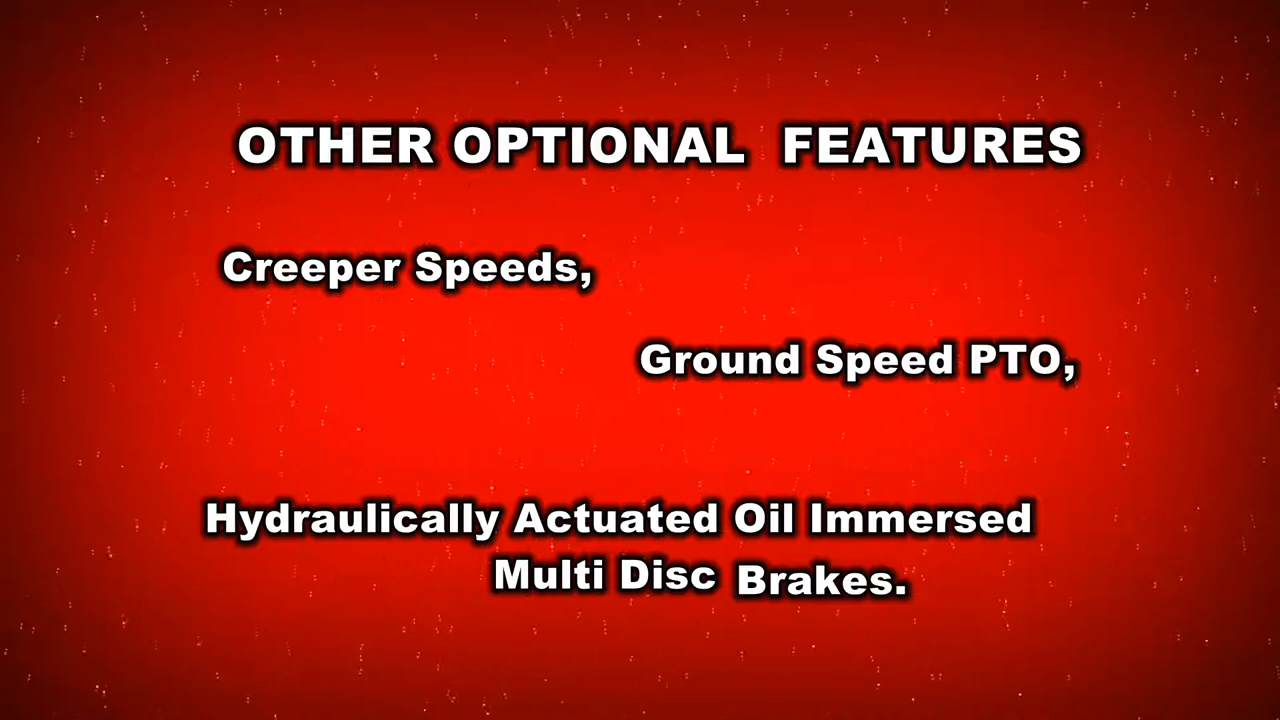 OTHER OPTIONAL FEATURES
Creeper Speeds,
Ground Speed PTO,
Hydraulically Actuated Oil Immersed
Multi Disc Brakes.